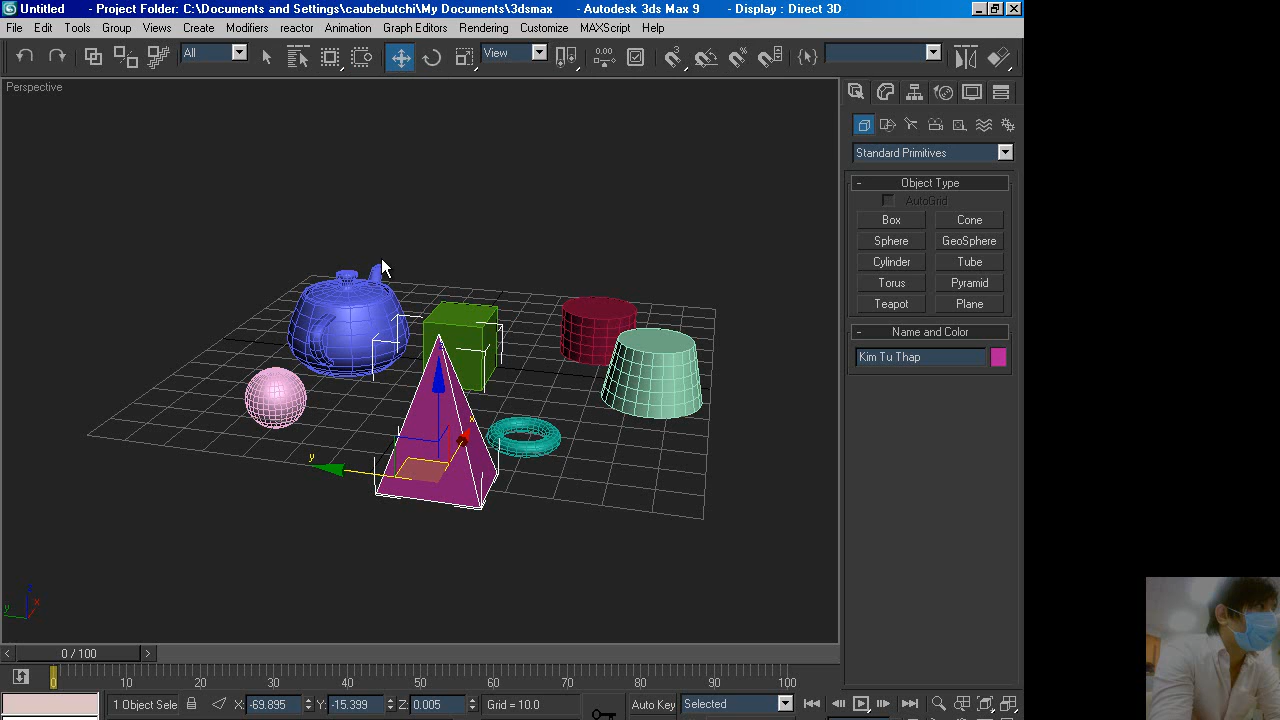 Untitled - Project Folder: C:\Documents and Settings\caubebutchi\My Documents\3dsmax - Autodesk 3ds Max 9 - Display : Direct 3D
File Edit Tools Group Views Create Modifiers reactor Animation Graph Editors Rendering Customize MAXScript Help
All View
Perspective
Standard Primitives
- Object Type
AutoGrid
Box Cone
Sphere GeoSphere
Cylinder Tube
Torus Pyramid
Teapot Plane
- Name and Color
Kim Tu Thap
x
y
z
y x
< 0 / 100 >
0 10 20 30 40 50 60 70 80 90 100
1 Object Sele X: -69.892 Y: -15.399 Z: 0.005 Grid = 10.0 Auto Key Selected